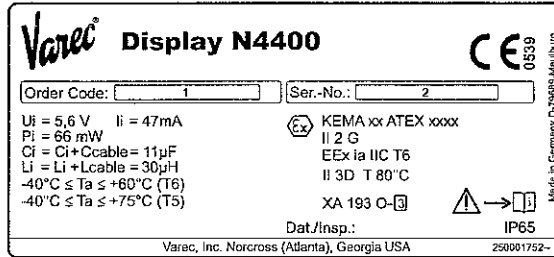 Varec® Display N4400 CE 0539
Order Code: 1 Ser.-No.: 2
Ui = 5,6 V Ii = 47mA
Pi = 66 mW
Ci = Ci+Ccable= 11µF
Li = Li +Lcable= 30µH
-40°C ≤ Ta ≤ +60°C (T6)
-40°C ≤ Ta ≤ +75°C (T5)
Ex KEMA xx ATEX xxxx
II 2 G
EEx ia IIC T6
II 3D T 80°C
XA 193 O-3
Dat./Insp.: IP65
Varec, Inc. Norcross (Atlanta), Georgia USA 250001752–
Made in Germany D-79689 Maulburg